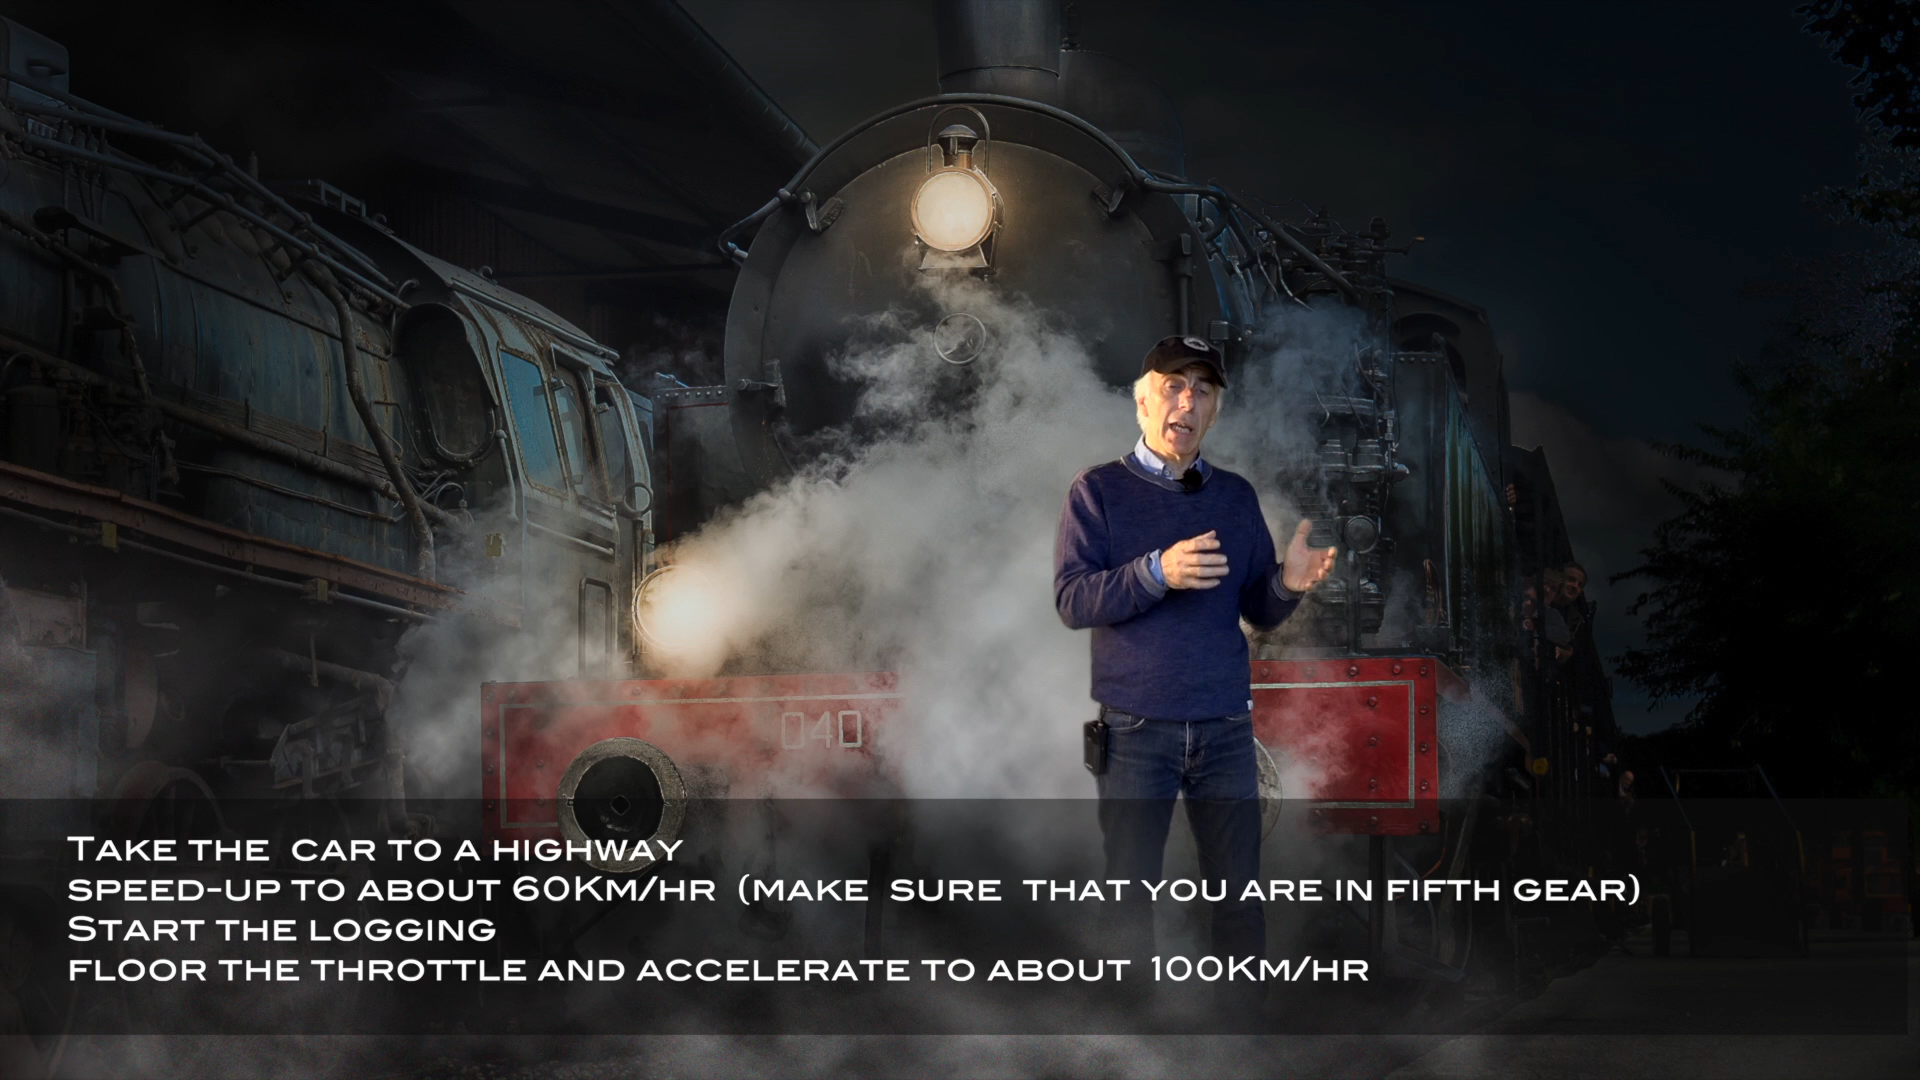 040
Take the car to a highway
speed-up to about 60Km/hr (make sure that you are in fifth gear)
Start the logging
floor the throttle and accelerate to about 100Km/hr